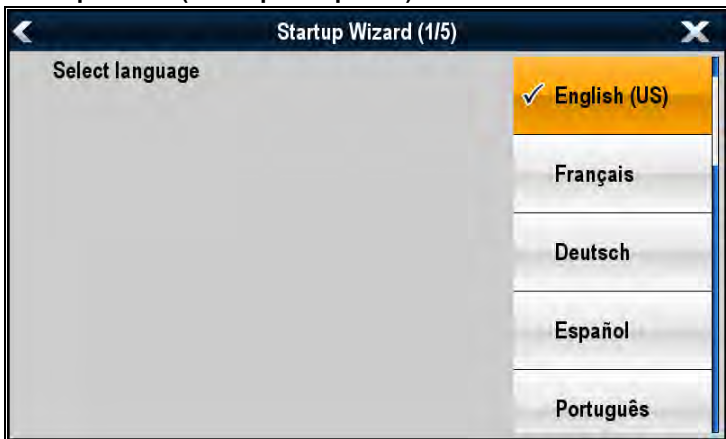 Startup Wizard (1/5)
Select language
English (US)
Français
Deutsch
Español
Português